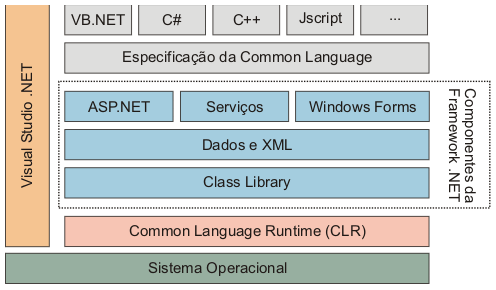 VB.NET
C#
C++
Jscript
...
Especificação da Common Language
ASP.NET
Serviços
Windows Forms
Dados e XML
Class Library
Componentes da
Framework .NET
Common Language Runtime (CLR)
Sistema Operacional
Visual Studio .NET